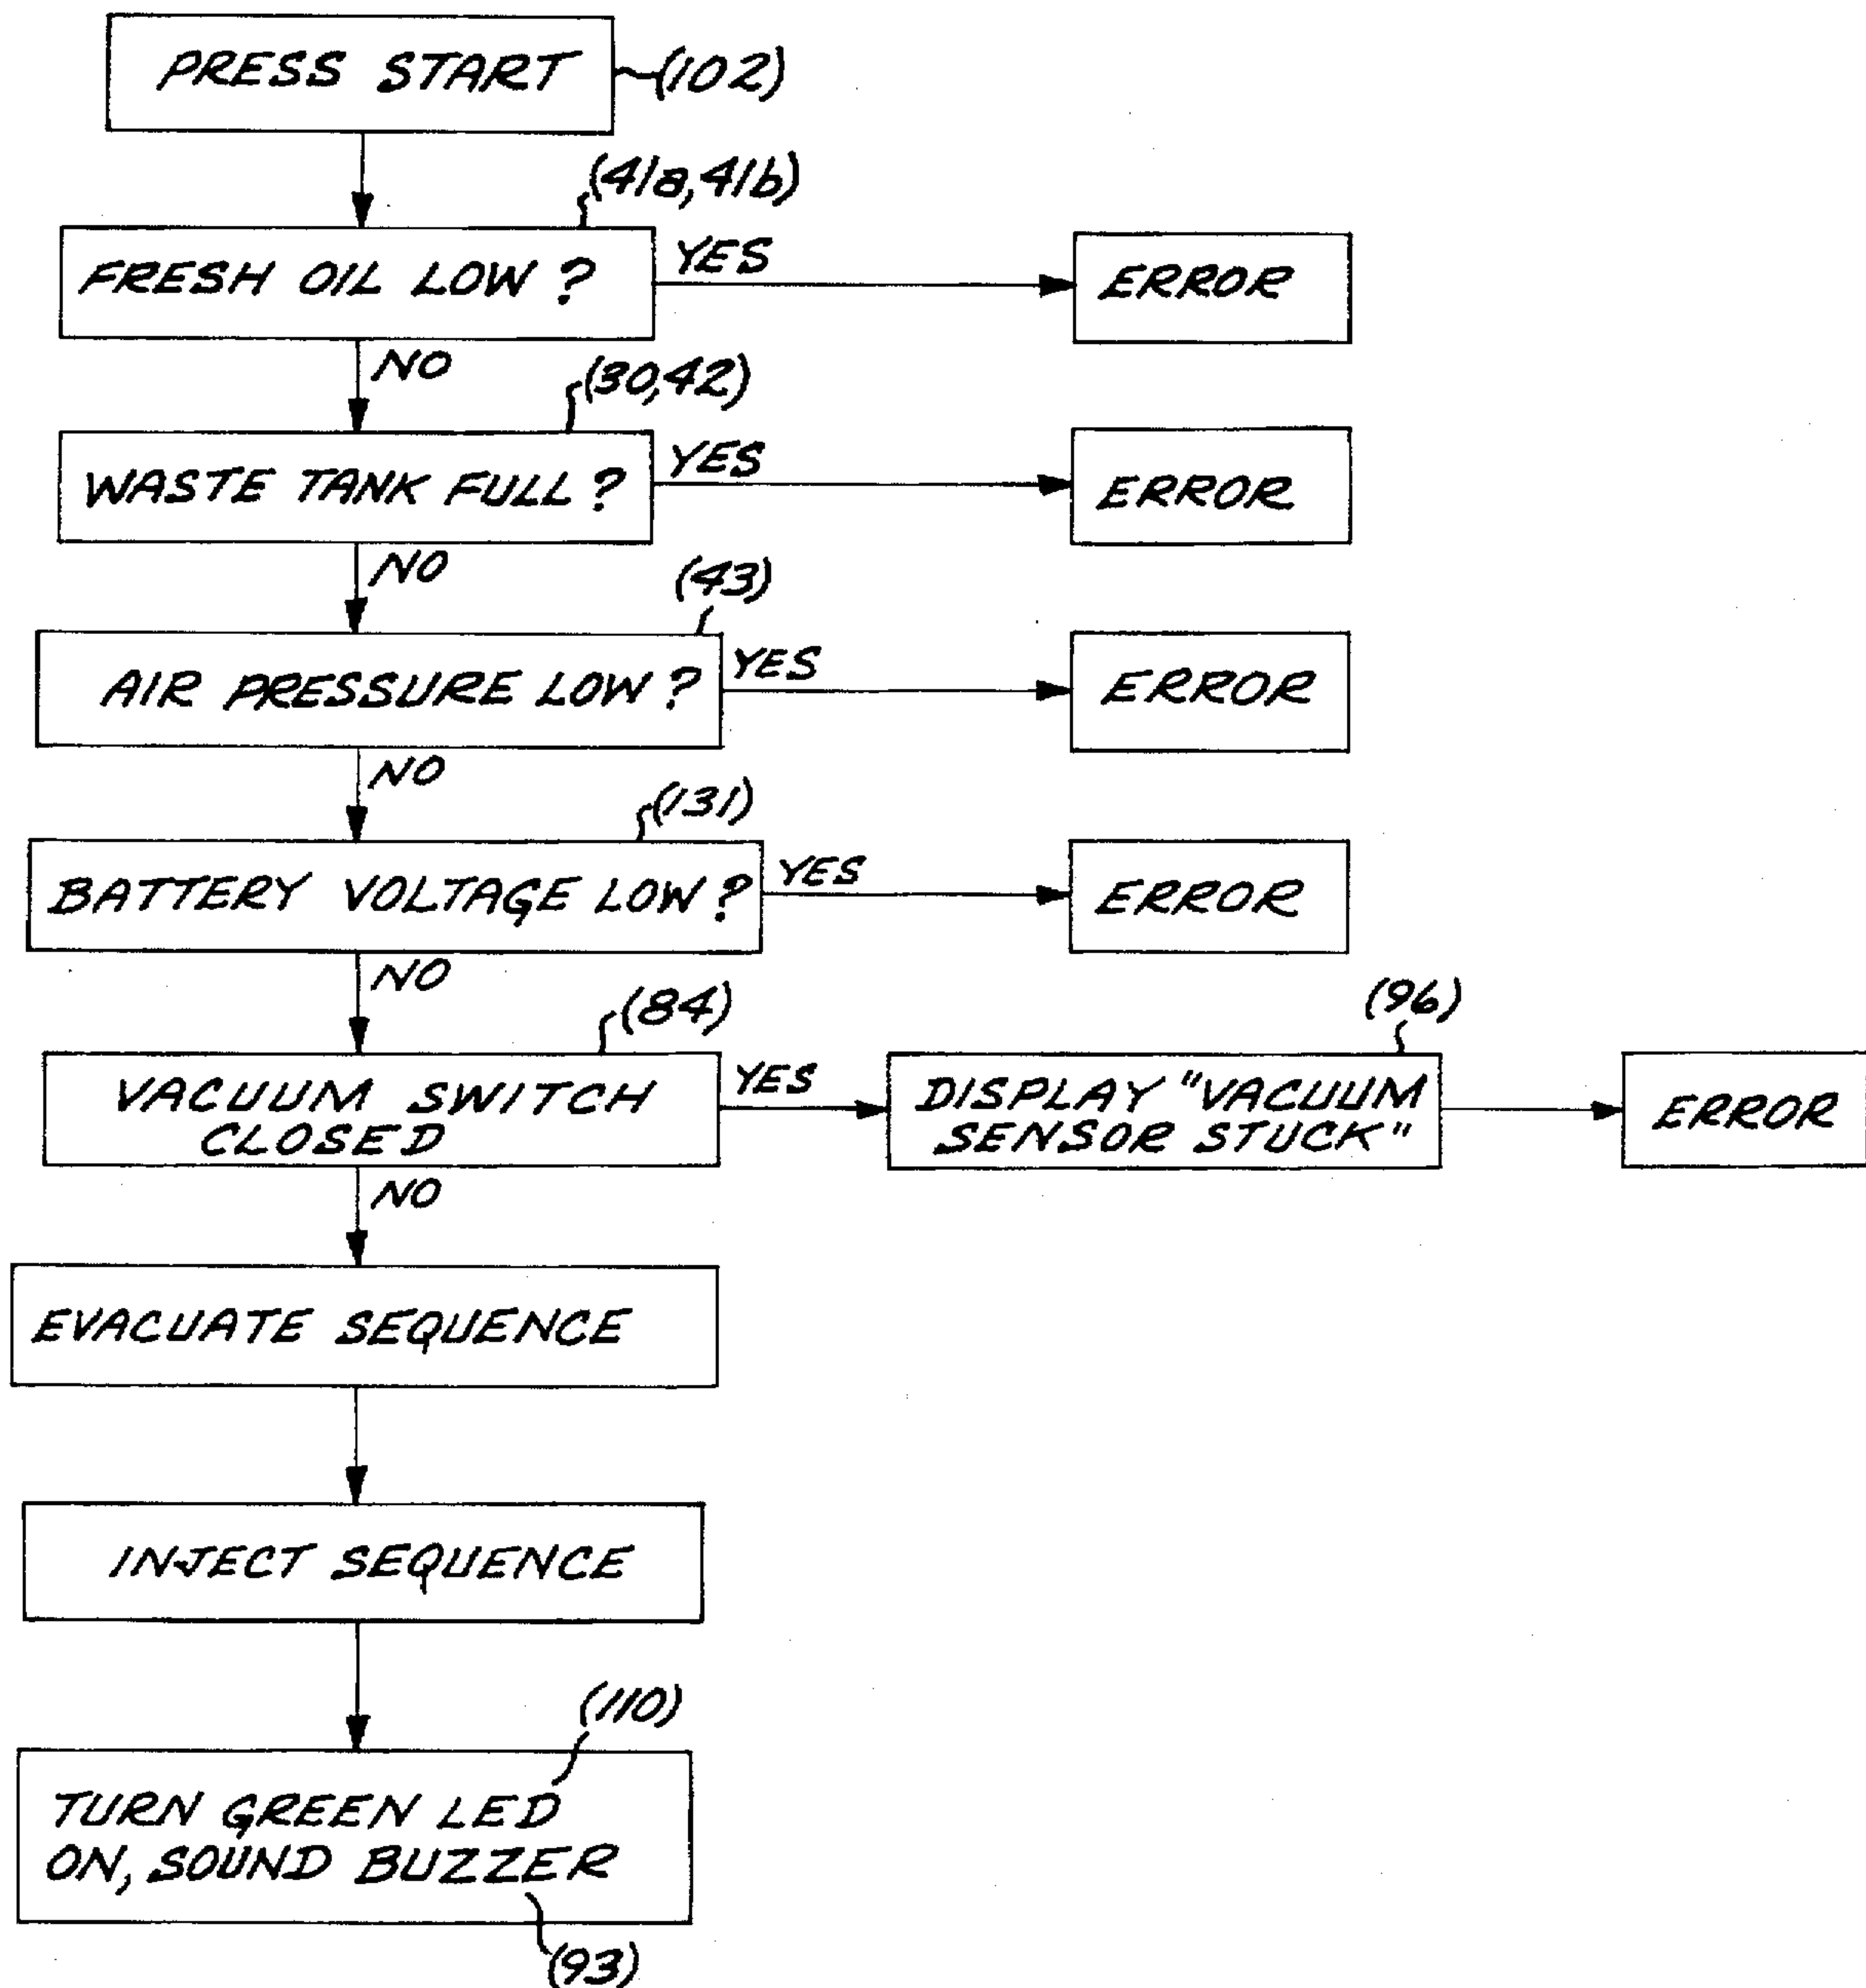 PRESS START
(102)
(41a, 41b)
FRESH OIL LOW ?
YES
ERROR
NO
(30,42)
WASTE TANK FULL ?
YES
ERROR
NO
(43)
AIR PRESSURE LOW ?
YES
ERROR
NO
(131)
BATTERY VOLTAGE LOW ?
YES
ERROR
NO
(84)
VACUUM SWITCH
CLOSED
YES
(96)
DISPLAY "VACUUM
SENSOR STUCK"
ERROR
NO
EVACUATE SEQUENCE
INJECT SEQUENCE
(110)
TURN GREEN LED
ON, SOUND BUZZER
(93)